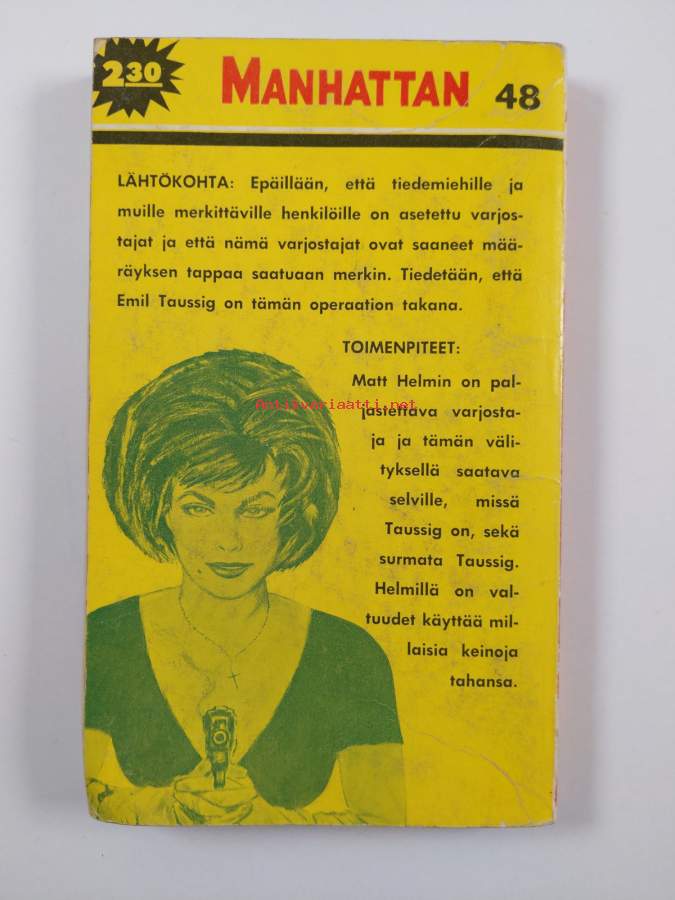 2 30
MANHATTAN 48
LÄHTÖKOHTA: Epäillään, että tiedemiehille ja
muille merkittäville henkilöille on asetettu varjos-
tajat ja että nämä varjostajat ovat saaneet mää-
räyksen tappaa saatuaan merkin. Tiedetään, että
Emil Taussig on tämän operaation takana.
TOIMENPITEET:
Matt Helmin on pal-
jastettava varjosta-
Antikvariaatti.net
ja ja tämän väli-
tyksellä saatava
selville, missä
Taussig on, sekä
surmata Taussig.
Helmillä on val-
tuudet käyttää mil-
laisia keinoja
tahansa.